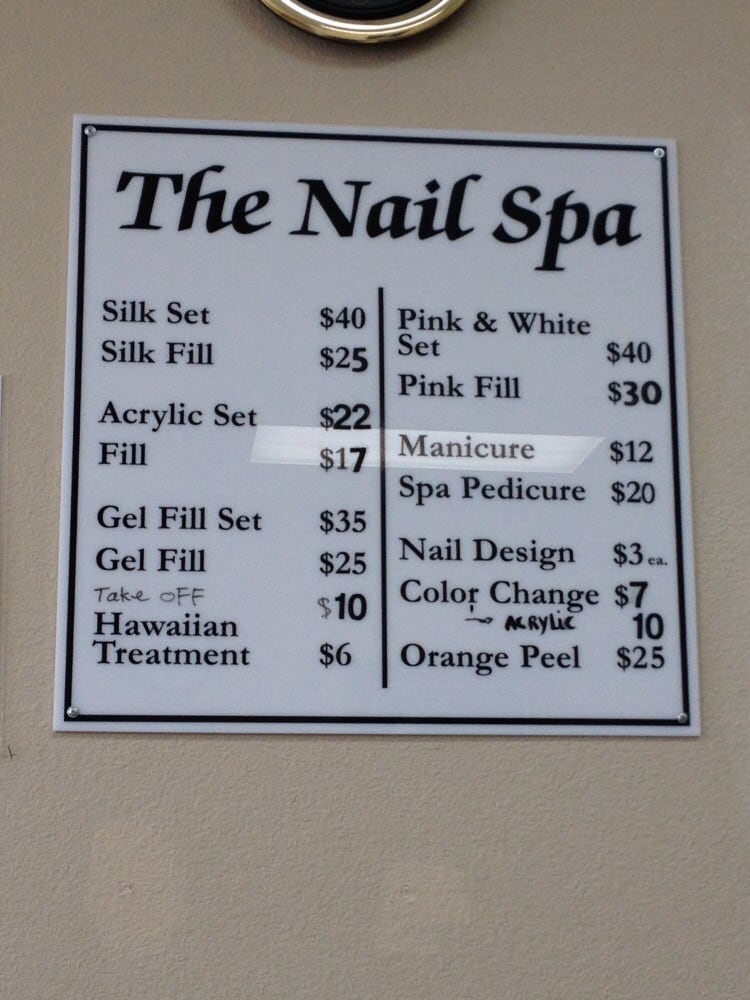 The Nail Spa
Silk Set $40
Silk Fill $25
Acrylic Set $22
Fill $17
Gel Fill Set $35
Gel Fill $25
Take OFF $10
Hawaiian
Treatment $6
Pink & White
Set $40
Pink Fill $30
Manicure $12
Spa Pedicure $20
Nail Design $3 ea.
Color Change $7
→ ACRYLIC 10
Orange Peel $25